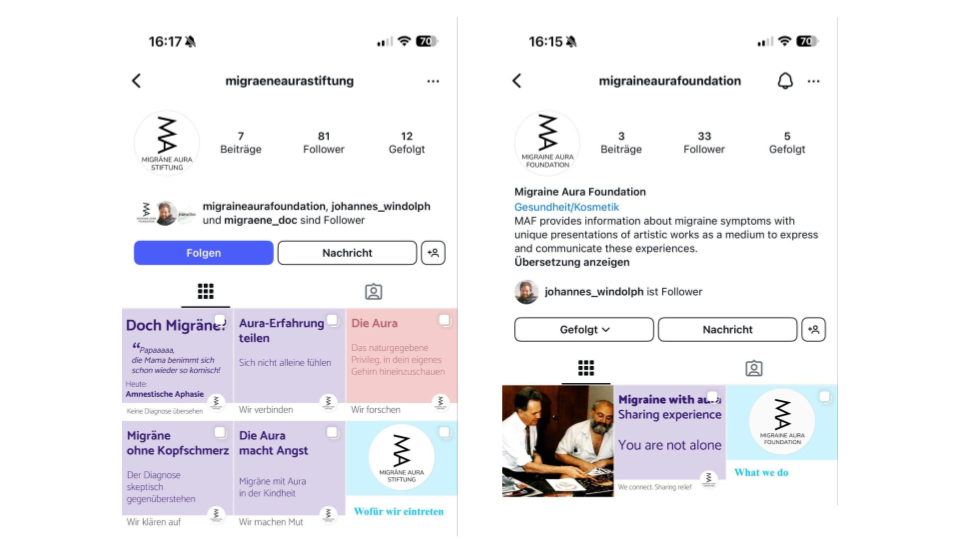 16:17
70
migraeneaurastiftung
MIGRÄNE AURA
STIFTUNG
7
Beiträge
81
Follower
12
Gefolgt
migraineaurafoundation, johannes_windolph
und migraene_doc sind Follower
Folgen
Nachricht
Doch Migräne?
“Papaaaaa,
die Mama benimmt sich
schon wieder so komisch!
Heute:
Amnestische Aphasie
Keine Diagnose übersehen
Aura-Erfahrung
teilen
Sich nicht alleine fühlen
Wir verbinden
Die Aura
Das naturgegebene
Privileg, in dein eigenes
Gehirn hineinzuschauen
Wir forschen
Migräne
ohne Kopfschmerz
Der Diagnose
skeptisch
gegenüberstehen
Wir klären auf
Die Aura
macht Angst
Migräne mit Aura
in der Kindheit
Wir machen Mut
MIGRÄNE AURA
STIFTUNG
Wofür wir eintreten
16:15
70
migraineaurafoundation
MIGRAINE AURA
FOUNDATION
3
Beiträge
33
Follower
5
Gefolgt
Migraine Aura Foundation
Gesundheit/Kosmetik
MAF provides information about migraine symptoms with
unique presentations of artistic works as a medium to express
and communicate these experiences.
Übersetzung anzeigen
johannes_windolph ist Follower
Gefolgt
Nachricht
Migraine with aura
Sharing experience
You are not alone
We connect. Sharing relief
MIGRAINE AURA
FOUNDATION
What we do